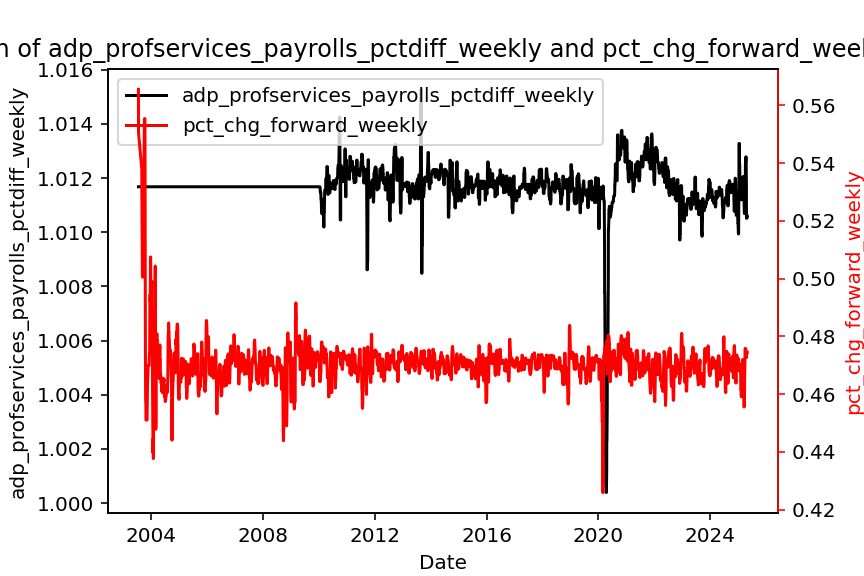 of adp_profservices_payrolls_pctdiff_weekly and pct_chg_forward_
adp_profservices_payrolls_pctdiff_weekly
pct_chg_forward_weekly
1.016
1.014
1.012
1.010
1.008
1.006
1.004
1.002
1.000
adp_profservices_payrolls_pctdiff_weekly
0.56
0.54
0.52
0.50
0.48
0.46
0.44
0.42
pct_chg_forward_weekly
2004 2008 2012 2016 2020 2024
Date